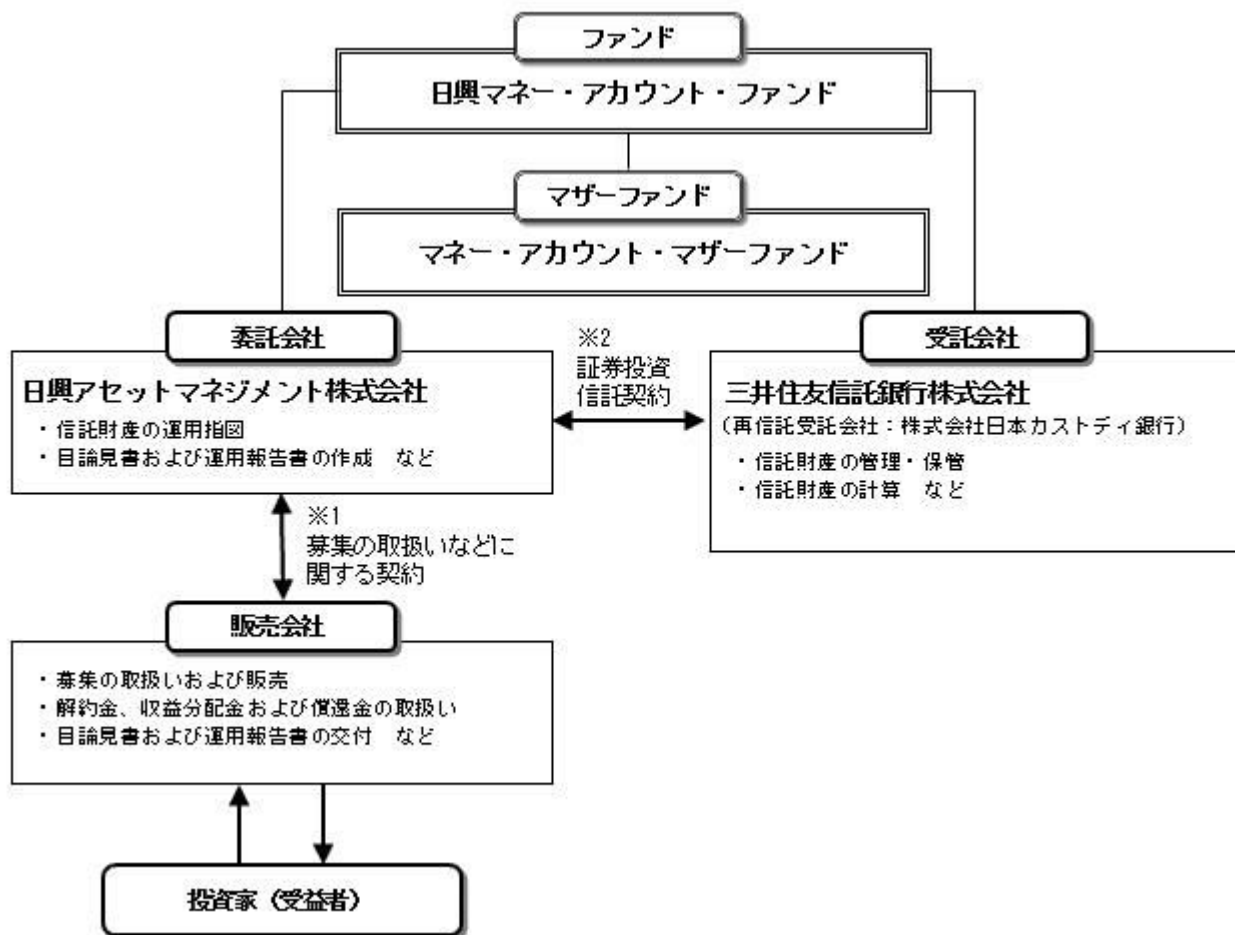 ファンド
日興マネー・アカウント・ファンド
マザーファンド
マネー・アカウント・マザーファンド
委託会社
日興アセットマネジメント株式会社
・信託財産の運用指図
・目論見書および運用報告書の作成　など
※2
証券投資
信託契約
受託会社
三井住友信託銀行株式会社
（再信託受託会社：株式会社日本カストディ銀行）
・信託財産の管理・保管
・信託財産の計算　など
※1
募集の取扱いなどに
関する契約
販売会社
・募集の取扱いおよび販売
・解約金、収益分配金および償還金の取扱い
・目論見書および運用報告書の交付　など
投資家（受益者）